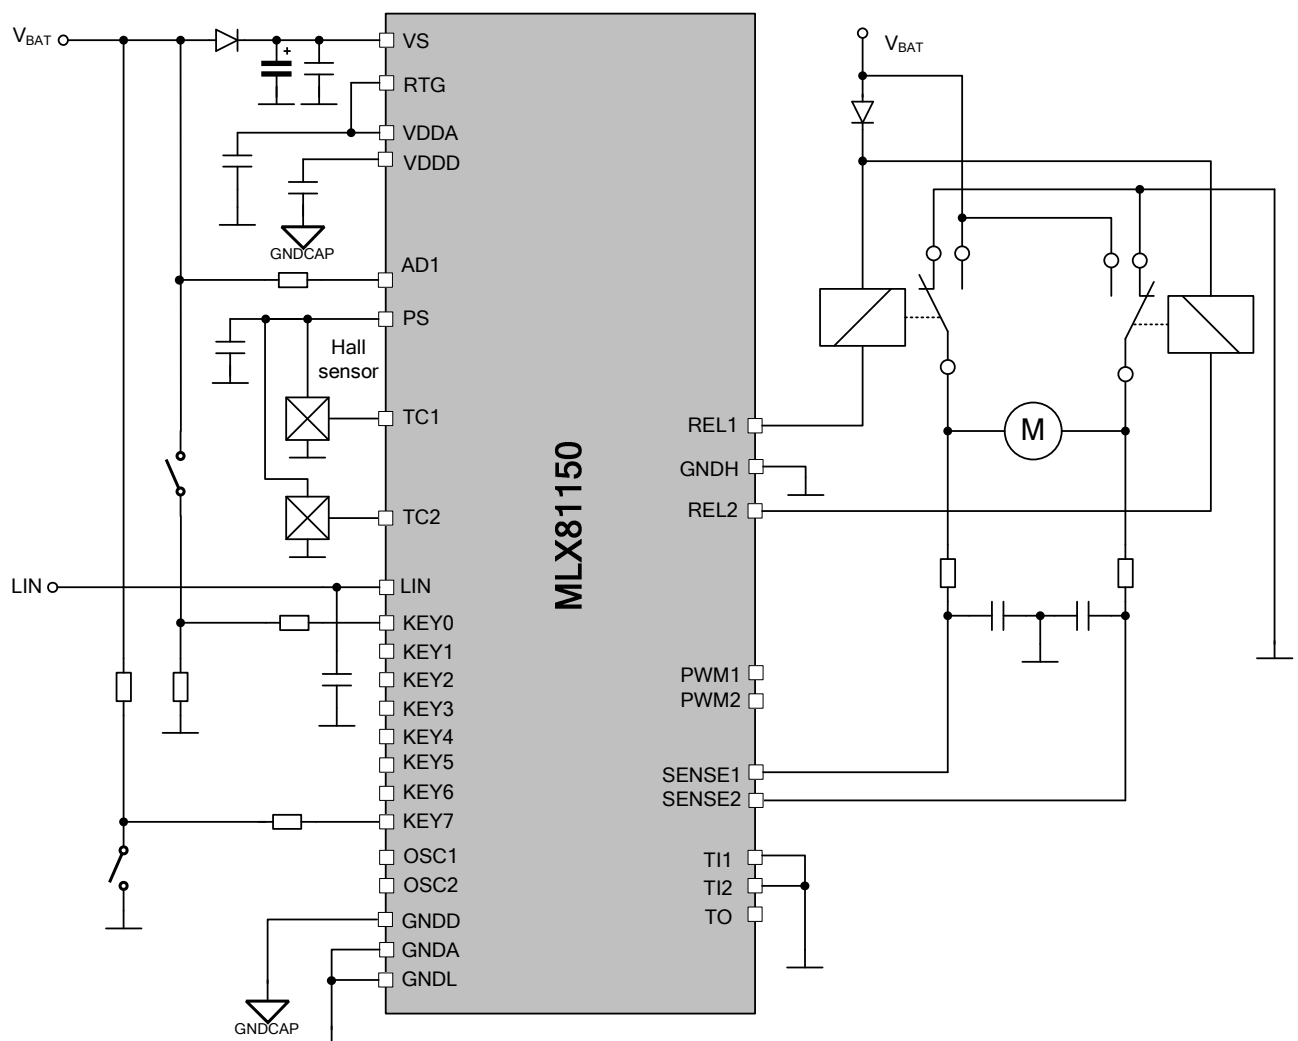 V_BAT
+
VS
RTG
VDDA
VDDD
GNDCAP
AD1
PS
Hall
sensor
TC1
TC2
LIN
LIN
KEY0
KEY1
KEY2
KEY3
KEY4
KEY5
KEY6
KEY7
OSC1
OSC2
GNDD
GNDA
GNDL
GNDCAP
MLX81150
REL1
GNDH
REL2
PWM1
PWM2
SENSE1
SENSE2
TI1
TI2
TO
V_BAT
M